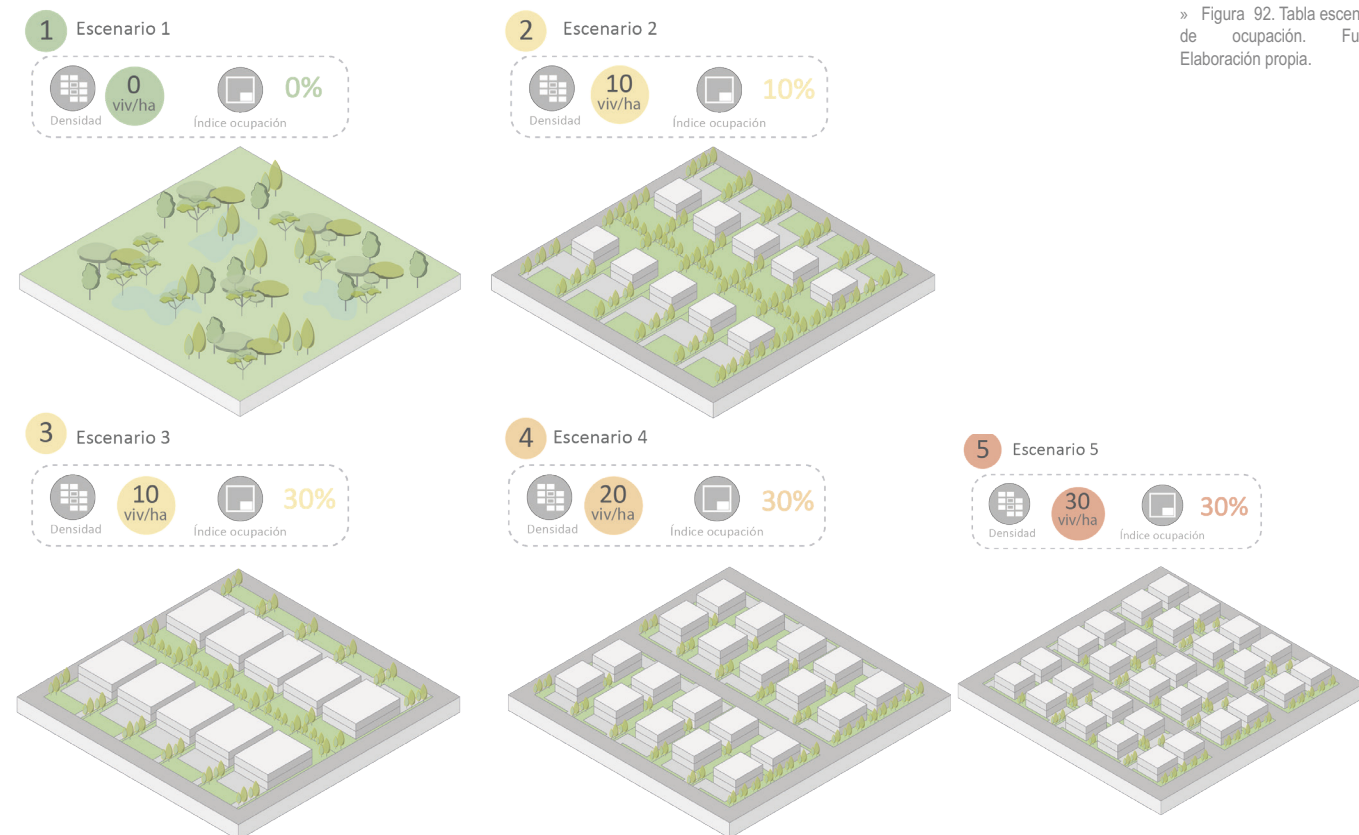 1 Escenario 1
0
viv/ha
0%
Densidad
Índice ocupación
2 Escenario 2
10
viv/ha
10%
Densidad
Índice ocupación
» Figura 92. Tabla escen
de ocupación. Fu
Elaboración propia.
3 Escenario 3
10
viv/ha
30%
Densidad
Índice ocupación
4 Escenario 4
20
viv/ha
30%
Densidad
Índice ocupación
5 Escenario 5
30
viv/ha
30%
Densidad
Índice ocupación